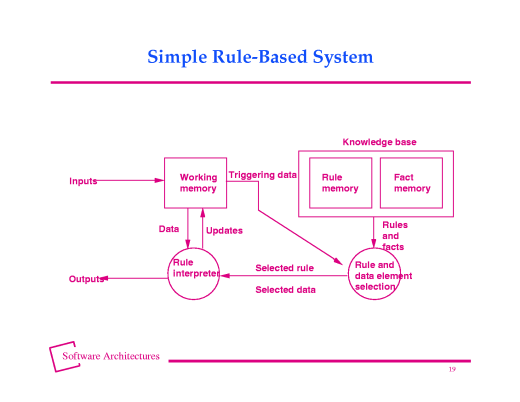 Simple Rule-Based System
Knowledge base
Inputs
Working
memory
Triggering data
Rule
memory
Fact
memory
Data
Updates
Rules
and
facts
Rule
interpreter
Selected rule
Selected data
Rule and
data element
selection
Outputs
Software Architectures
19